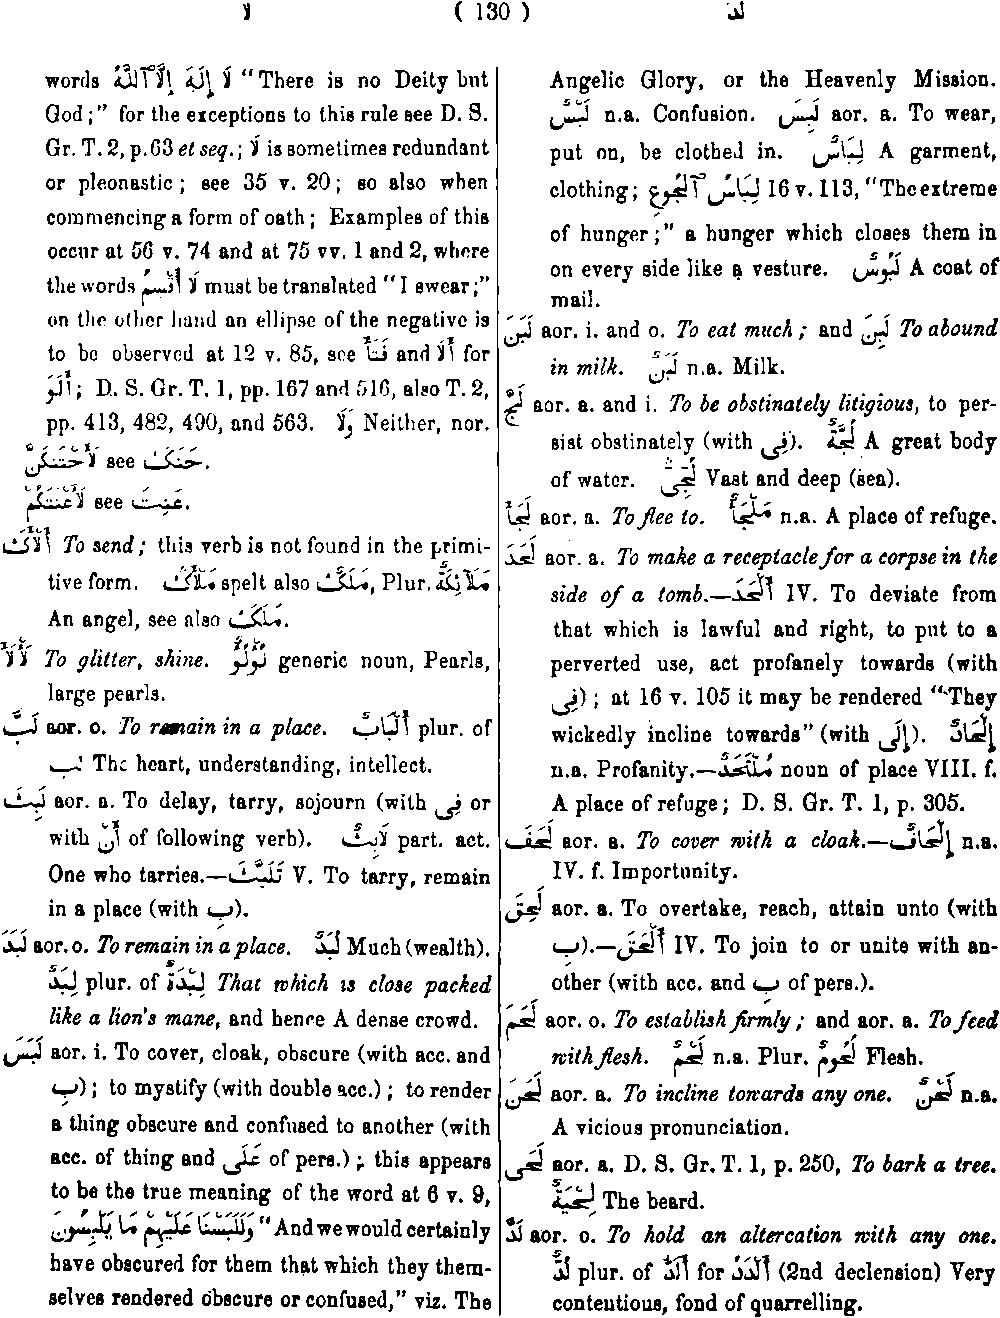 لا ( 130 ) لد
words لَا إِلٰهَ إِلَّا ٱللّٰهُ "There is no Deity but
God;" for the exceptions to this rule see D. S.
Gr. T. 2, p. 63 et seq.; لَا is sometimes redundant
or pleonastic; see 35 v. 20; so also when
commencing a form of oath; Examples of this
occur at 56 v. 74 and at 75 vv. 1 and 2, where
the words لَا أُقْسِمُ must be translated "I swear;"
on the other hand an ellipse of the negative is
to be observed at 12 v. 85, see فَتَأَ and أَلَّا for
أَلَوَ; D. S. Gr. T. 1, pp. 167 and 516, also T. 2,
pp. 413, 482, 490, and 563. وَلَا Neither, nor.
لَأَحْتَنِكَنَّ see حَنَكَ.
لَأَعْنَتَكُمْ see عَنِتَ.
أَلْأَكَ To send; this verb is not found in the primi-
tive form. مَلْأَكٌ spelt also مَلَكٌ, Plur. مَلَآئِكَةٌ
An angel, see also مَلَكَ.
لَأْلَأَ To glitter, shine. لُؤْلُؤٌ generic noun, Pearls,
large pearls.
لَبَّ aor. o. To remain in a place. أَلْبَابٌ plur. of
لُبٌّ The heart, understanding, intellect.
لَبِثَ aor. a. To delay, tarry, sojourn (with فِى or
with أَنْ of following verb). لَابِثٌ part. act.
One who tarries.—تَلَبَّثَ V. To tarry, remain
in a place (with بِ).
لَبَدَ aor. o. To remain in a place. لُبَدٌ Much (wealth).
لِبَدٌ plur. of لِبْدَةٌ That which is close packed
like a lion's mane, and hence A dense crowd.
لَبَسَ aor. i. To cover, cloak, obscure (with acc. and
بِ); to mystify (with double acc.); to render
a thing obscure and confused to another (with
acc. of thing and عَلَى of pers.); this appears
to be the true meaning of the word at 6 v. 9,
وَلَلَبَسْنَا عَلَيْهِمْ مَا يَلْبِسُونَ "And we would certainly
have obscured for them that which they them-
selves rendered obscure or confused," viz. The
Angelic Glory, or the Heavenly Mission.
لَبْسٌ n.a. Confusion. لَبِسَ aor. a. To wear,
put on, be clothed in. لِبَاسٌ A garment,
clothing; لِبَاسُ ٱلْجُوعِ 16 v. 113, "The extreme
of hunger;" a hunger which closes them in
on every side like a vesture. لَبُوسٌ A coat of
mail.
لَبَنَ aor. i. and o. To eat much; and لَبِنَ To abound
in milk. لَبَنٌ n.a. Milk.
لَجَّ aor. a. and i. To be obstinately litigious, to per-
sist obstinately (with فِى). لُجَّةٌ A great body
of water. لُجِّىٌّ Vast and deep (sea).
لَجَأَ aor. a. To flee to. مَلْجَأٌ n.a. A place of refuge.
لَحَدَ aor. a. To make a receptacle for a corpse in the
side of a tomb.—أَلْحَدَ IV. To deviate from
that which is lawful and right, to put to a
perverted use, act profanely towards (with
فِى); at 16 v. 105 it may be rendered "They
wickedly incline towards" (with إِلَى). إِلْحَادٌ
n.a. Profanity.—مُلْتَحَدٌ noun of place VIII. f.
A place of refuge; D. S. Gr. T. 1, p. 305.
لَحَفَ aor. a. To cover with a cloak.—إِلْحَافٌ n.a.
IV. f. Importunity.
لَحِقَ aor. a. To overtake, reach, attain unto (with
بِ).—أَلْحَقَ IV. To join to or unite with an-
other (with acc. and بِ of pers.).
لَحَمَ aor. o. To establish firmly; and aor. a. To feed
with flesh. لَحْمٌ n.a. Plur. لُحُومٌ Flesh.
لَحَنَ aor. a. To incline towards any one. لَحْنٌ n.a.
A vicious pronunciation.
لَحَى aor. a. D. S. Gr. T. 1, p. 250, To bark a tree.
لِحْيَةٌ The beard.
لَدَّ aor. o. To hold an altercation with any one.
لُدٌّ plur. of أَلَدُّ for أَلْدَدُ (2nd declension) Very
contentious, fond of quarrelling.